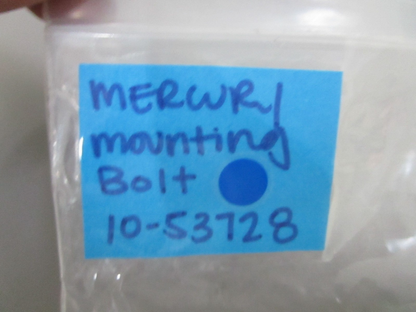 MERCURY
mounting
Bolt
10-53728